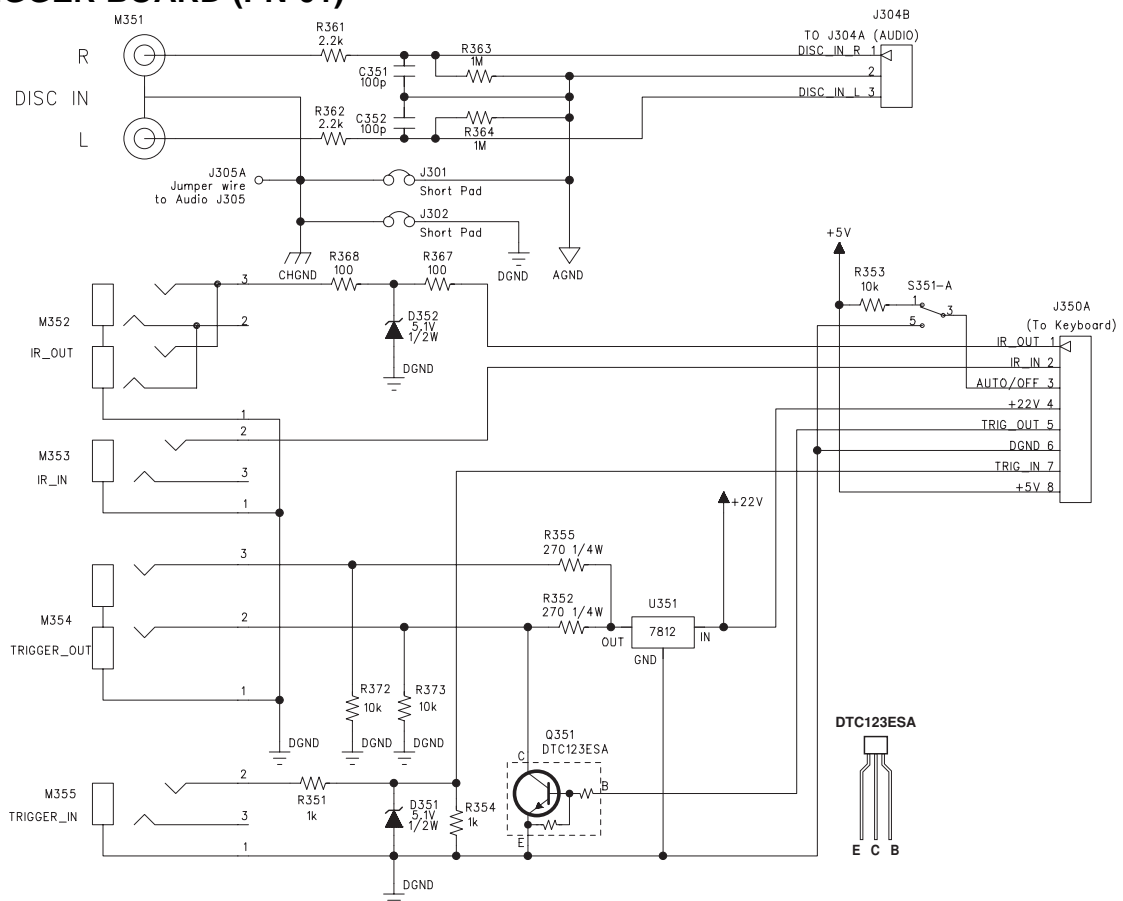 GGER BOARD (PN-01)
M351
R
DISC IN
L
R361
2.2k
R362
2.2k
C351
100p
C352
100p
R363
1M
R364
1M
J304B
TO J304A (AUDIO)
DISC_IN_R 1
2
DISC_IN_L 3
J305A
Jumper wire
to Audio J305
J301
Short Pad
J302
Short Pad
CHGND
DGND
AGND
M352
IR_OUT
3
2
1
R368
100
R367
100
D352
5.1V
1/2W
DGND
+5V
R353
10k
S351-A
1
3
5
J350A
(To Keyboard)
IR_OUT 1
IR_IN 2
AUTO/OFF 3
+22V 4
TRIG_OUT 5
DGND 6
TRIG_IN 7
+5V 8
M353
IR_IN
2
3
1
+22V
R355
270 1/4W
R352
270 1/4W
U351
7812
OUT
IN
GND
M354
TRIGGER_OUT
3
2
1
DGND
R372
10k
DGND
R373
10k
DGND
Q351
DTC123ESA
C
B
E
M355
TRIGGER_IN
2
3
1
R351
1k
D351
5.1V
1/2W
R354
1k
DGND
DTC123ESA
E C B